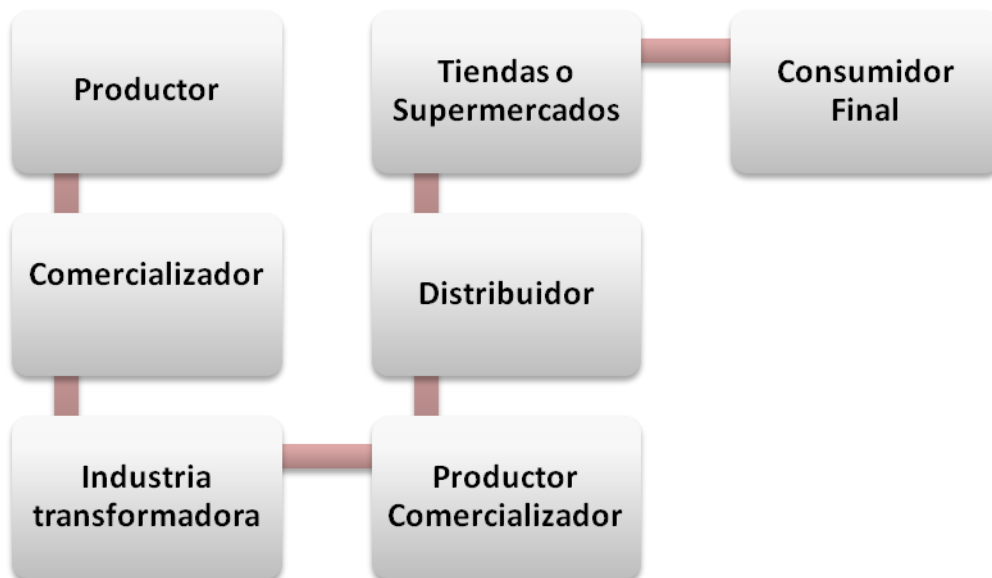 Productor
Comercializador
Industria
transformadora
Productor
Comercializador
Distribuidor
Tiendas o
Supermercados
Consumidor
Final